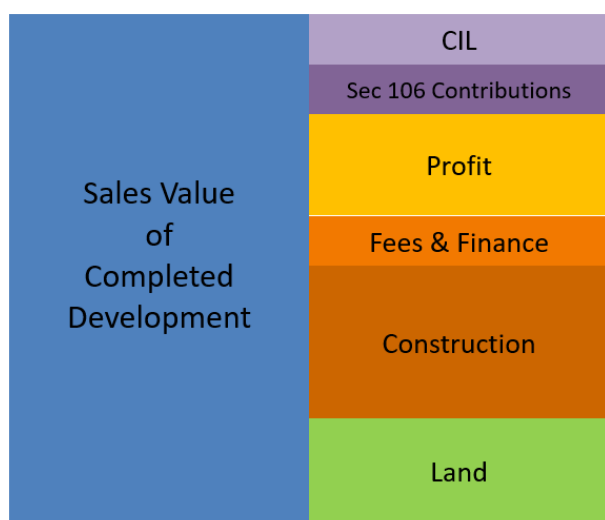 Sales Value
of
Completed
Development
CIL
Sec 106 Contributions
Profit
Fees & Finance
Construction
Land